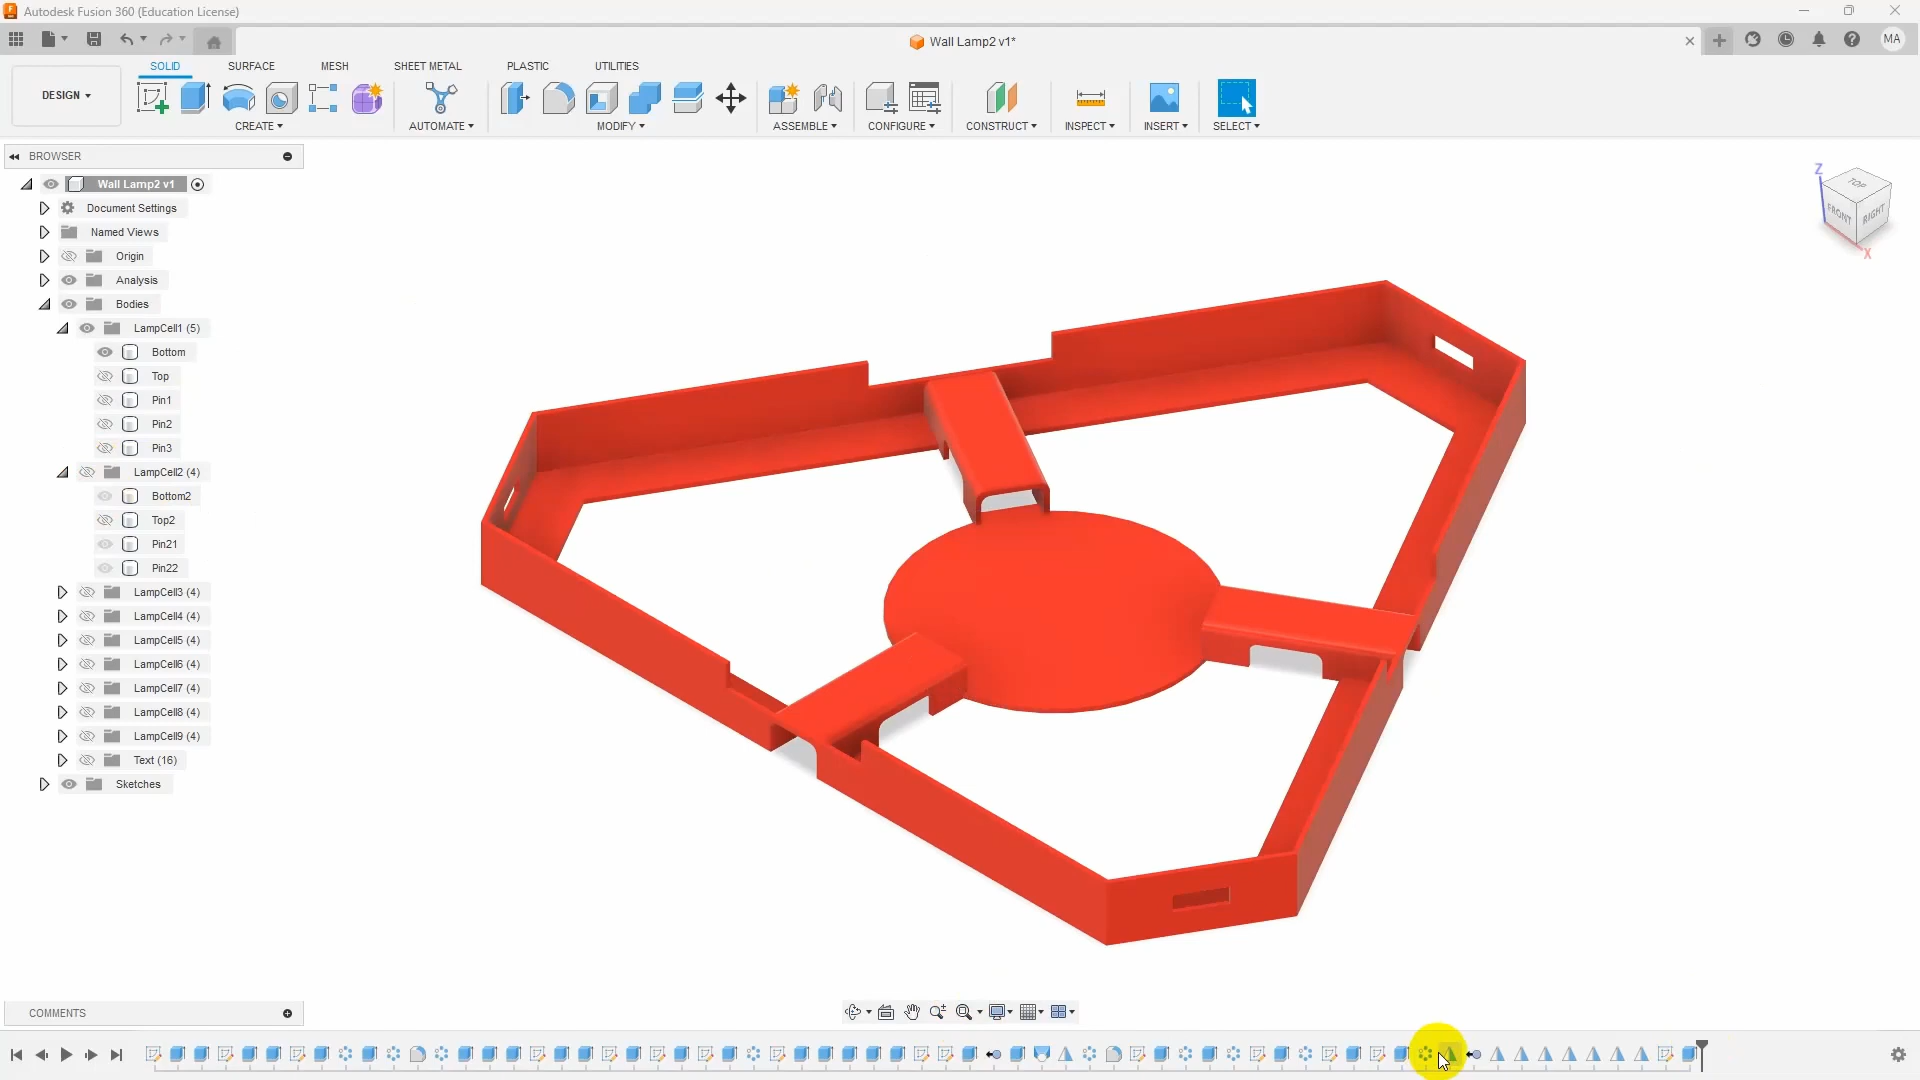 Autodesk Fusion 360 (Education License)
Wall Lamp2 v1*
MA
DESIGN
SOLID
SURFACE
MESH
SHEET METAL
PLASTIC
UTILITIES
CREATE
AUTOMATE
MODIFY
ASSEMBLE
CONFIGURE
CONSTRUCT
INSPECT
INSERT
SELECT
BROWSER
Wall Lamp2 v1
Document Settings
Named Views
Origin
Analysis
Bodies
LampCell1 (5)
Bottom
Top
Pin1
Pin2
Pin3
LampCell2 (4)
Bottom2
Top2
Pin21
Pin22
LampCell3 (4)
LampCell4 (4)
LampCell5 (4)
LampCell6 (4)
LampCell7 (4)
LampCell8 (4)
LampCell9 (4)
Text (16)
Sketches
Z
TOP
FRONT
RIGHT
X
COMMENTS